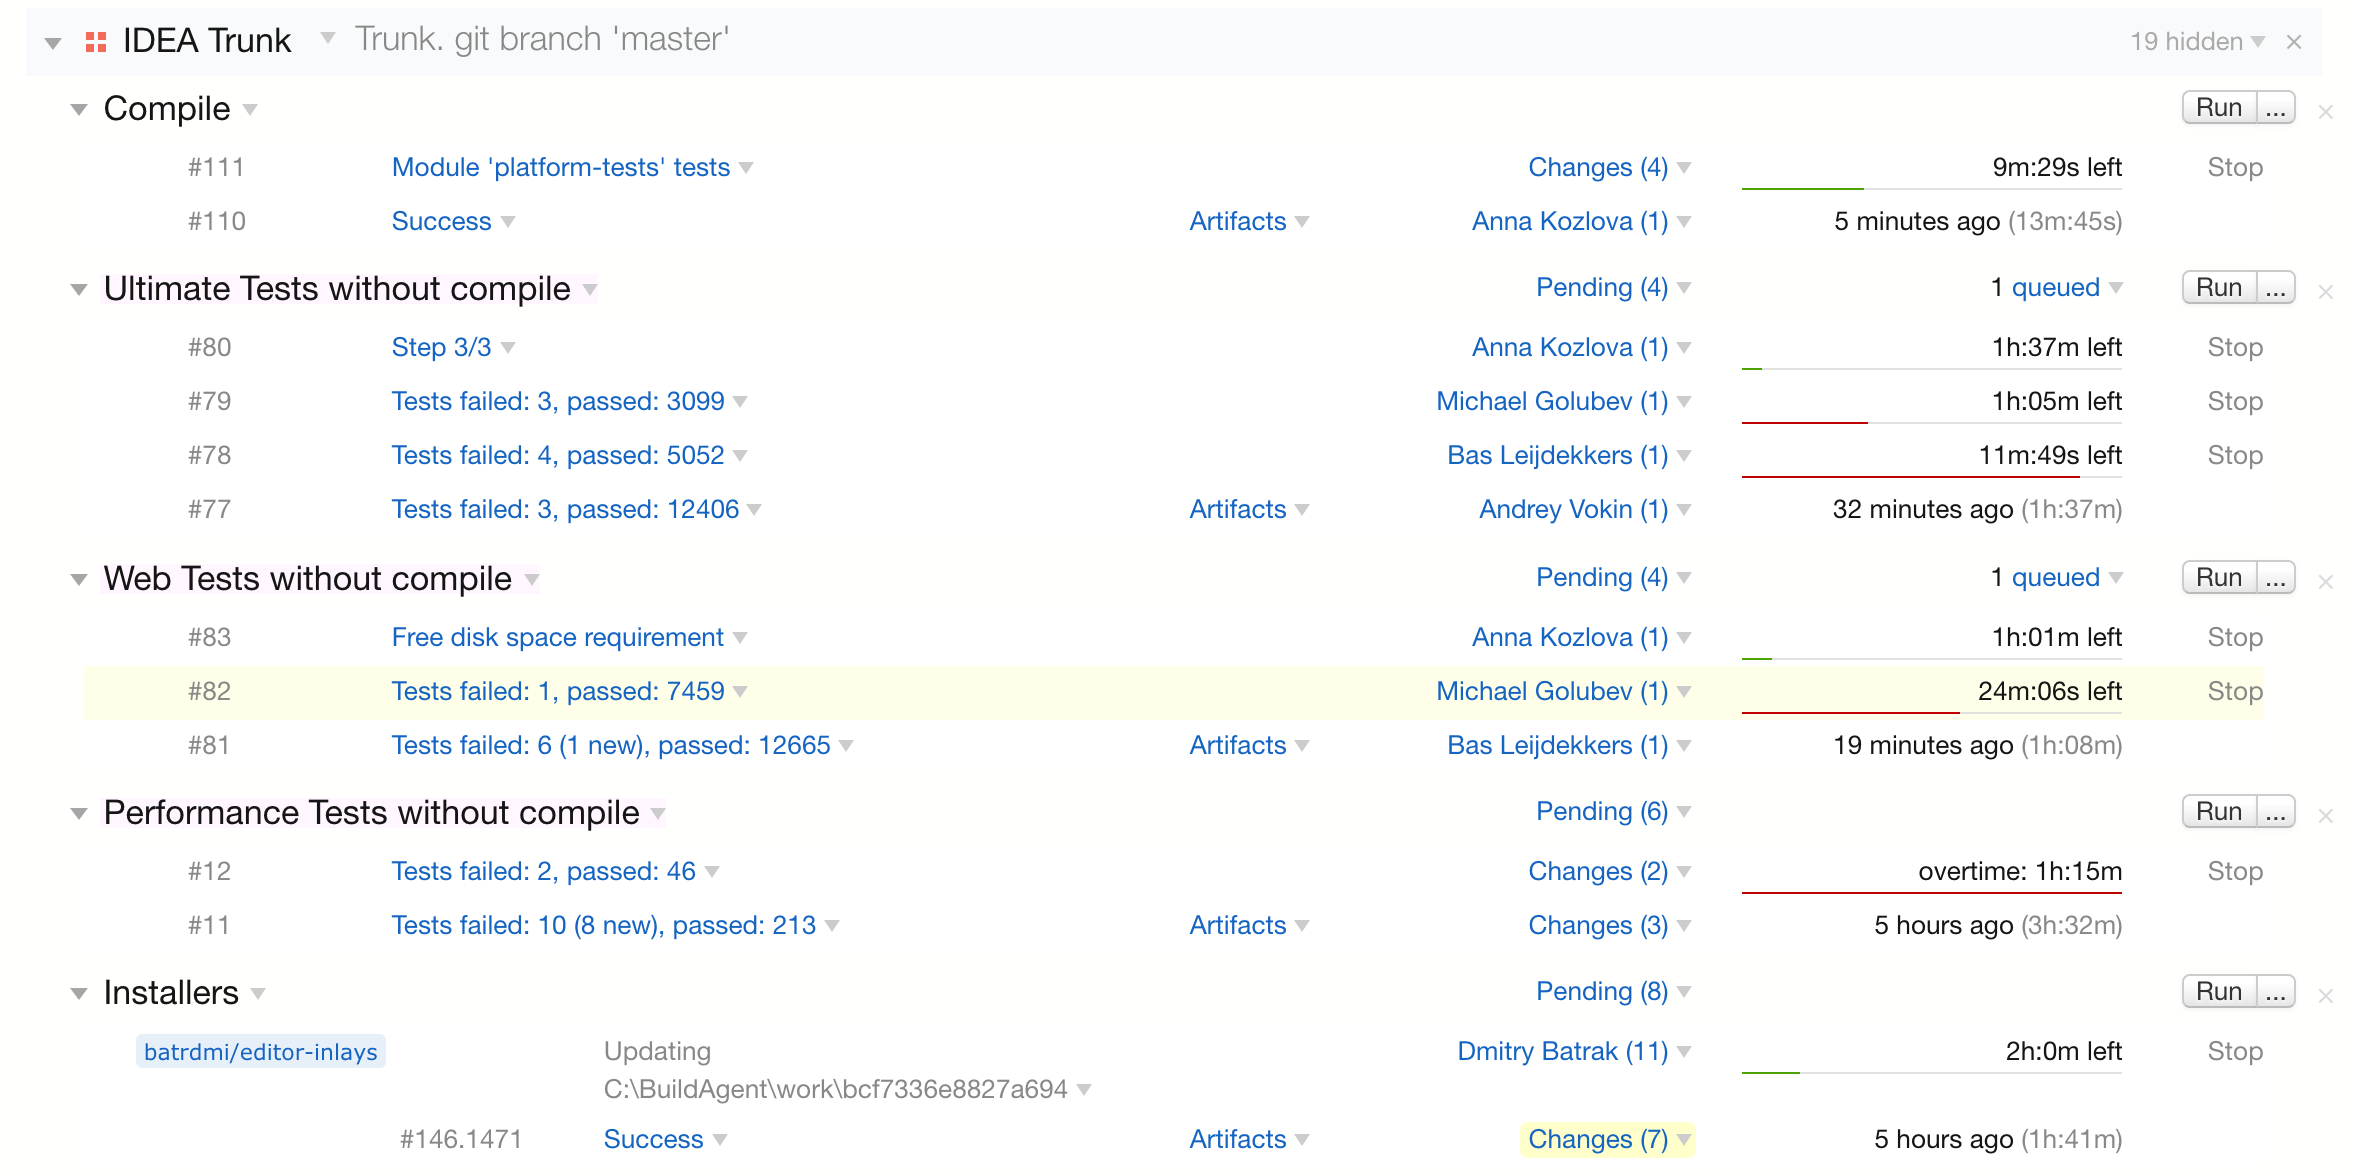 IDEA Trunk Trunk. git branch 'master' 19 hidden
Compile Run ...
#111 Module 'platform-tests' tests Changes (4) 9m:29s left Stop
#110 Success Artifacts Anna Kozlova (1) 5 minutes ago (13m:45s)
Ultimate Tests without compile Pending (4) 1 queued Run ...
#80 Step 3/3 Anna Kozlova (1) 1h:37m left Stop
#79 Tests failed: 3, passed: 3099 Michael Golubev (1) 1h:05m left Stop
#78 Tests failed: 4, passed: 5052 Bas Leijdekkers (1) 11m:49s left Stop
#77 Tests failed: 3, passed: 12406 Artifacts Andrey Vokin (1) 32 minutes ago (1h:37m)
Web Tests without compile Pending (4) 1 queued Run ...
#83 Free disk space requirement Anna Kozlova (1) 1h:01m left Stop
#82 Tests failed: 1, passed: 7459 Michael Golubev (1) 24m:06s left Stop
#81 Tests failed: 6 (1 new), passed: 12665 Artifacts Bas Leijdekkers (1) 19 minutes ago (1h:08m)
Performance Tests without compile Pending (6) Run ...
#12 Tests failed: 2, passed: 46 Changes (2) overtime: 1h:15m Stop
#11 Tests failed: 10 (8 new), passed: 213 Artifacts Changes (3) 5 hours ago (3h:32m)
Installers Pending (8) Run ...
batrdmi/editor-inlays Updating Dmitry Batrak (11) 2h:0m left Stop
C:\BuildAgent\work\bcf7336e8827a694
#146.1471 Success Artifacts Changes (7) 5 hours ago (1h:41m)